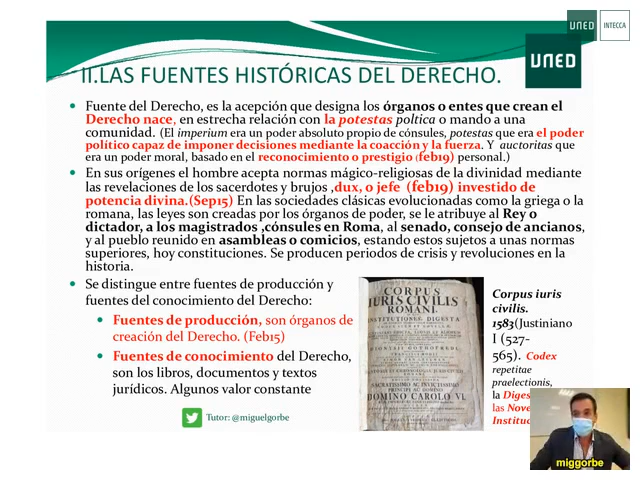 UNED
INTECCA
UNED
II.LAS FUENTES HISTÓRICAS DEL DERECHO.
• Fuente del Derecho, es la acepción que designa los órganos o entes que crean el
Derecho nace, en estrecha relación con la potestas poltica o mando a una
comunidad. (El imperium era un poder absoluto propio de cónsules, potestas que era el poder
político capaz de imponer decisiones mediante la coacción y la fuerza. Y auctoritas que
era un poder moral, basado en el reconocimiento o prestigio (feb19) personal.)
• En sus orígenes el hombre acepta normas mágico-religiosas de la divinidad mediante
las revelaciones de los sacerdotes y brujos ,dux, o jefe (feb19) investido de
potencia divina.(Sep15) En las sociedades clásicas evolucionadas como la griega o la
romana, las leyes son creadas por los órganos de poder, se le atribuye al Rey o
dictador, a los magistrados ,cónsules en Roma, al senado, consejo de ancianos,
y al pueblo reunido en asambleas o comicios, estando estos sujetos a unas normas
superiores, hoy constituciones. Se producen periodos de crisis y revoluciones en la
historia.
• Se distingue entre fuentes de producción y
fuentes del conocimiento del Derecho:
• Fuentes de producción, son órganos de
creación del Derecho. (Feb15)
• Fuentes de conocimiento del Derecho,
son los libros, documentos y textos
jurídicos. Algunos valor constante
CORPUS
IURIS CIVILIS
ROMANI,
INSTITUTIONES, DIGESTA
DOMINO CAROLO VI.
Corpus iuris
civilis.
1583(Justiniano
I (527-
565). Codex
repetitae
praelectionis,
la Diges
las Nove
Instituc
Tutor: @miguelgorbe
miggorbe